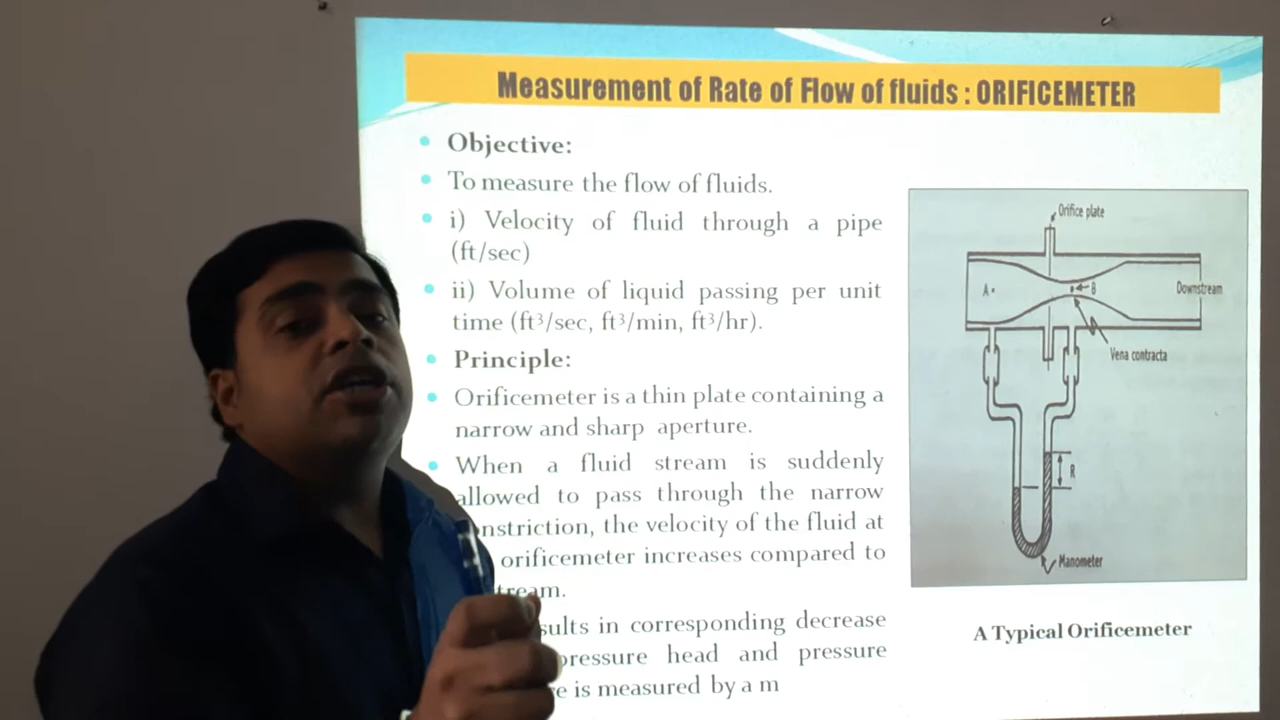 Measurement of Rate of Flow of fluids : ORIFICEMETER
Objective:
To measure the flow of fluids.
i) Velocity of fluid through a pipe
(ft/sec)
ii) Volume of liquid passing per unit
time (ft³/sec, ft³/min, ft³/hr).
Principle:
Orificemeter is a thin plate containing a
narrow and sharp aperture.
When a fluid stream is suddenly
allowed to pass through the narrow
nstriction, the velocity of the fluid at
orificemeter increases compared to
tream.
sults in corresponding decrease
pressure head and pressure
e is measured by a m
Orifice plate
A
B
Downstream
Vena contracta
R
Manometer
A Typical Orificemeter